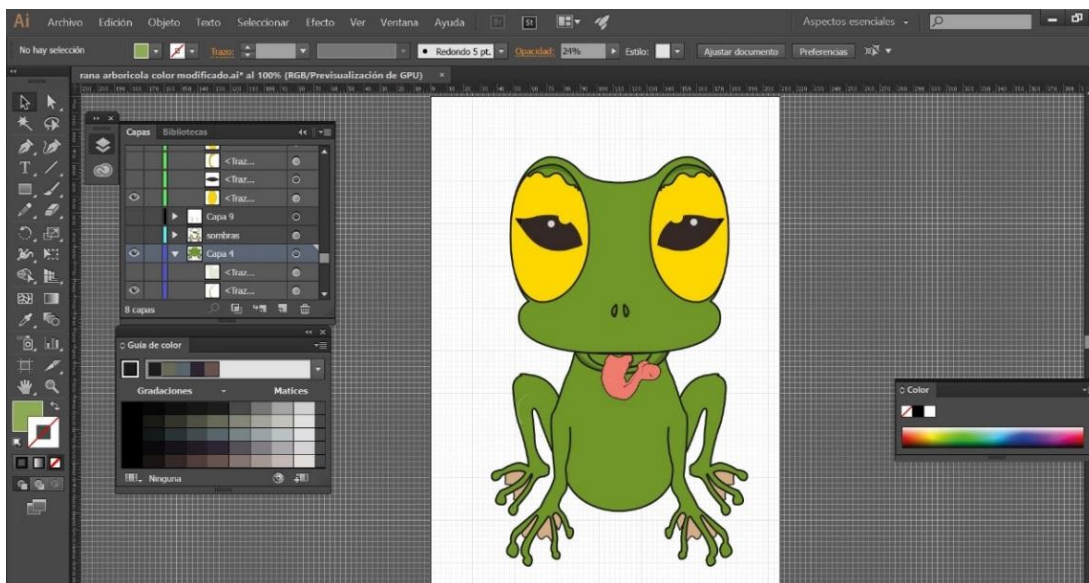 Ai Archivo Edición Objeto Texto Seleccionar Efecto Ver Ventana Ayuda Br St Aspectos esenciales
No hay selección Trazo: Redondo 5 pt. Opacidad: 24% Estilo: Ajustar documento Preferencias
rana arboricola color modificado.ai* al 100% (RGB/Previsualización de GPU) ×
Capas Bibliotecas
<Traz...
<Traz...
<Traz...
Capa 9
sombras
Capa 4
<Traz...
<Traz...
8 capas
Guía de color
Gradaciones Matices
Ninguna
Color